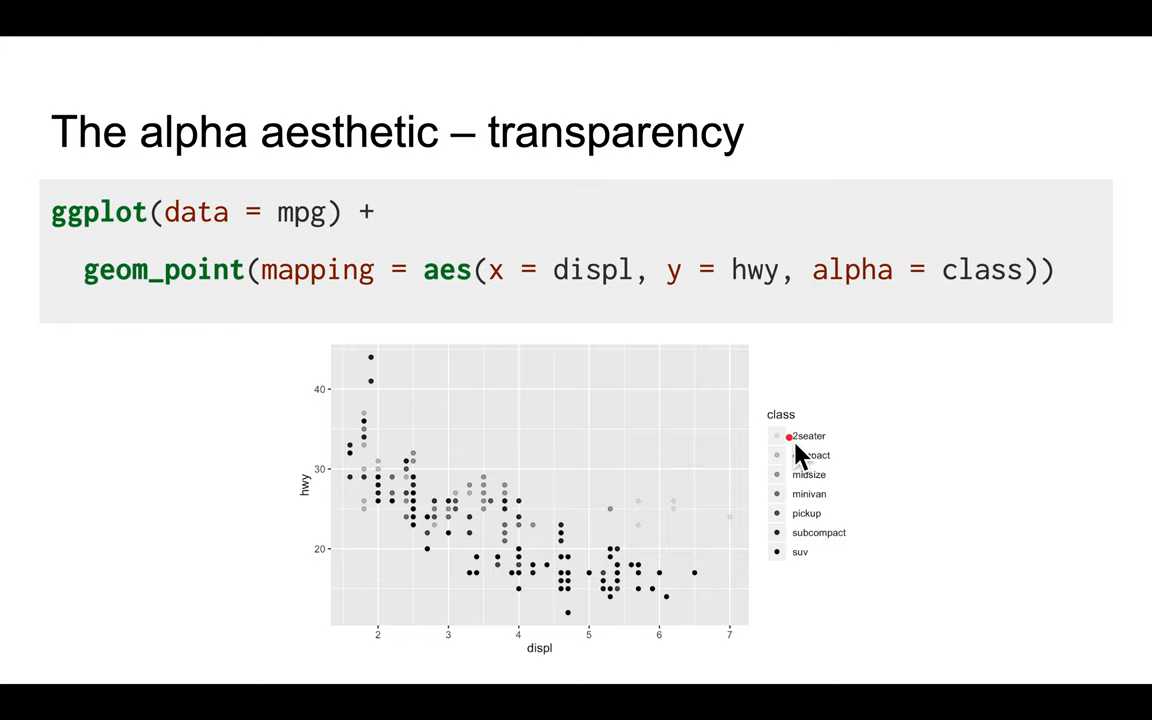 The alpha aesthetic – transparency
ggplot(data = mpg) +
geom_point(mapping = aes(x = displ, y = hwy, alpha = class))
40
30
20
hwy
2 3 4 5 6 7
displ
class
2seater
midsize
minivan
pickup
subcompact
suv